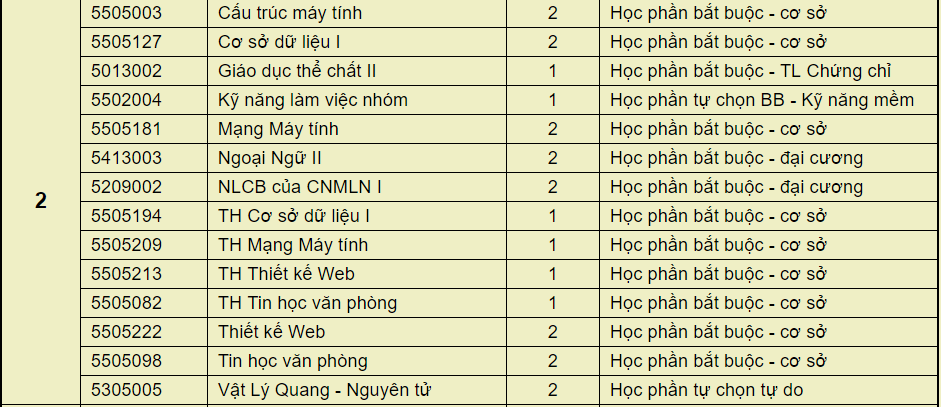 5505003 Cấu trúc máy tính 2 Học phần bắt buộc - cơ sở
5505127 Cơ sở dữ liệu I 2 Học phần bắt buộc - cơ sở
5013002 Giáo dục thể chất II 1 Học phần bắt buộc - TL Chứng chỉ
5502004 Kỹ năng làm việc nhóm 1 Học phần tự chọn BB - Kỹ năng mềm
5505181 Mạng Máy tính 2 Học phần bắt buộc - cơ sở
5413003 Ngoại Ngữ II 2 Học phần bắt buộc - đại cương
2 5209002 NLCB của CNMLN I 2 Học phần bắt buộc - đại cương
5505194 TH Cơ sở dữ liệu I 1 Học phần bắt buộc - cơ sở
5505209 TH Mạng Máy tính 1 Học phần bắt buộc - cơ sở
5505213 TH Thiết kế Web 1 Học phần bắt buộc - cơ sở
5505082 TH Tin học văn phòng 1 Học phần bắt buộc - cơ sở
5505222 Thiết kế Web 2 Học phần bắt buộc - cơ sở
5505098 Tin học văn phòng 2 Học phần bắt buộc - cơ sở
5305005 Vật Lý Quang - Nguyên tử 2 Học phần tự chọn tự do